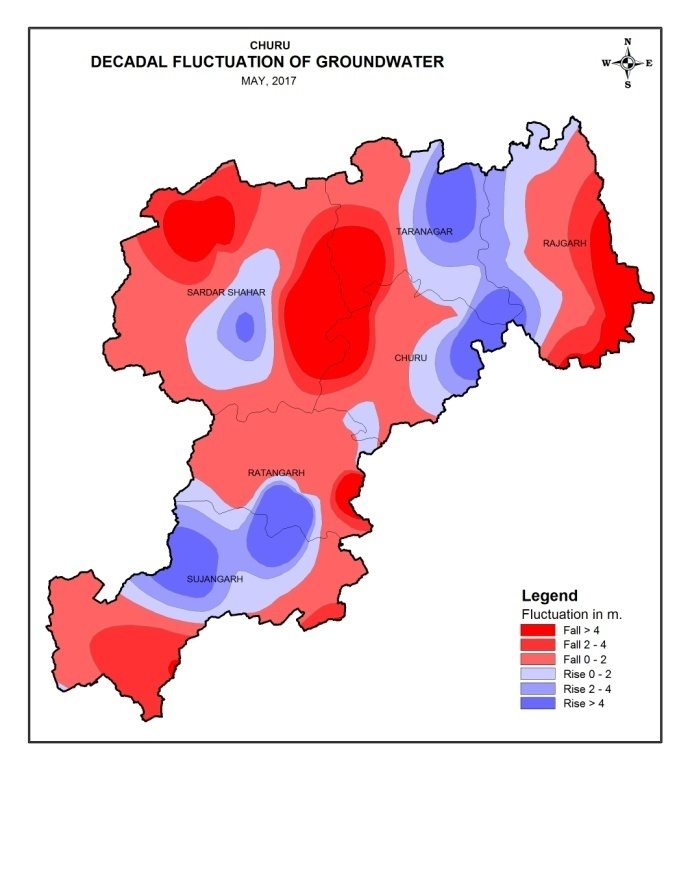 CHURU
DECADAL FLUCTUATION OF GROUNDWATER
MAY, 2017
N
W E
S
TARANAGAR
RAJGARH
SARDAR SHAHAR
CHURU
RATANGARH
SUJANGARH
Legend
Fluctuation in m.
Fall > 4
Fall 2 - 4
Fall 0 - 2
Rise 0 - 2
Rise 2 - 4
Rise > 4